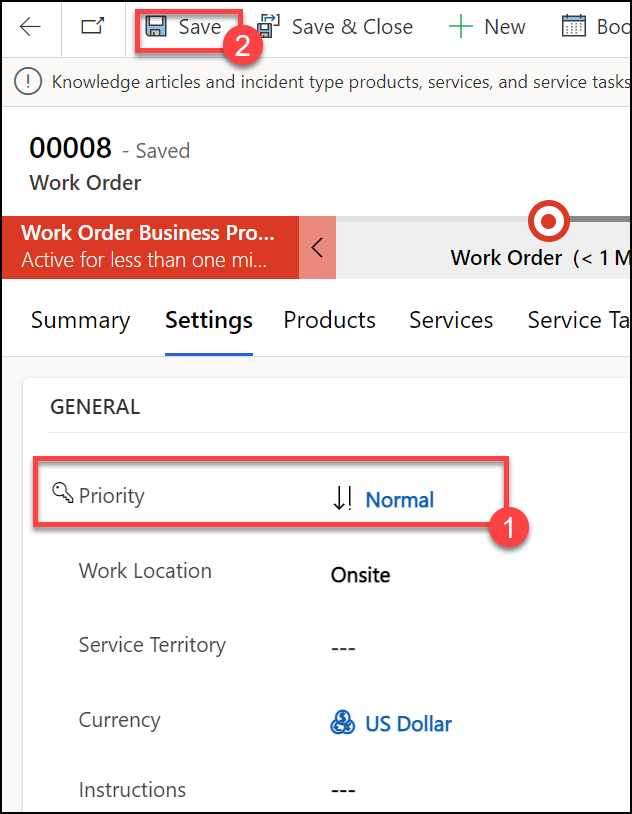 Save
2
Save & Close
New
Boo
Knowledge articles and incident type products, services, and service tasks
00008 - Saved
Work Order
Work Order Business Pro...
Active for less than one mi...
Work Order (< 1 M
Summary
Settings
Products
Services
Service Ta
GENERAL
Priority
Normal
1
Work Location
Onsite
Service Territory
---
Currency
US Dollar
Instructions
---